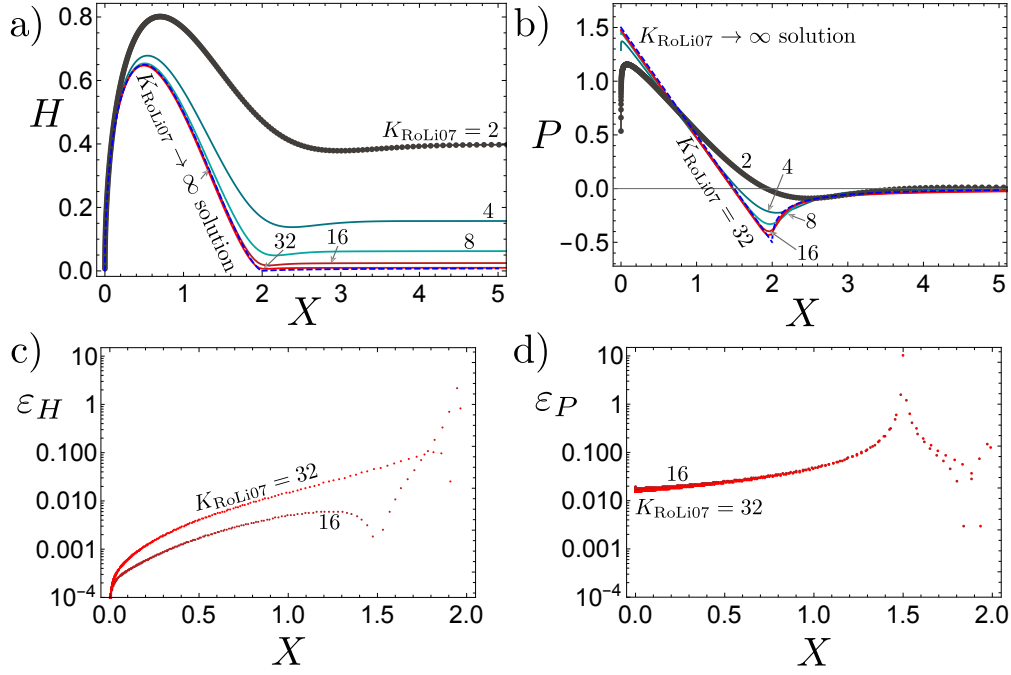 a)
H
0.8
0.6
0.4
0.2
0.0
K_RoLi07 → ∞ solution
K_RoLi07 = 2
4
8
32
16
0 1 2 3 4 5
X
b)
P
1.5
1.0
0.5
0.0
−0.5
K_RoLi07 → ∞ solution
K_RoLi07 = 32
2
4
8
16
0 1 2 3 4 5
X
c)
ε_H
10
1
0.100
0.010
0.001
10^-4
K_RoLi07 = 32
16
0.0 0.5 1.0 1.5 2.0
X
d)
ε_P
10
1
0.100
0.010
0.001
10^-4
16
K_RoLi07 = 32
0.0 0.5 1.0 1.5 2.0
X